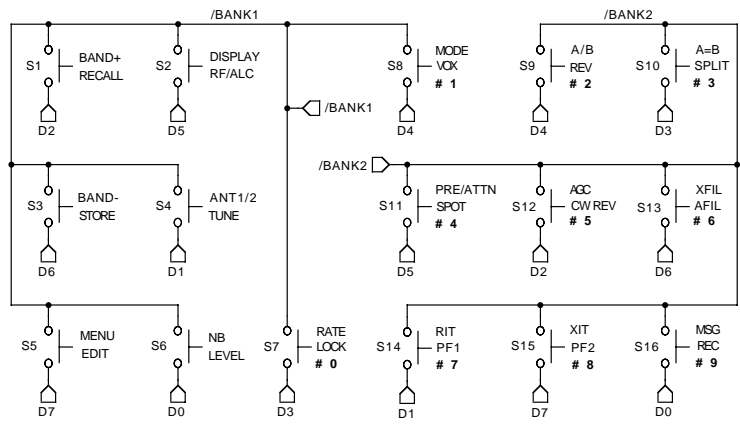 /BANK1
/BANK2
S1
BAND+
RECALL
D2
S2
DISPLAY
RF/ALC
D5
/BANK1
S8
MODE
VOX
# 1
D4
S9
A/B
REV
# 2
D4
S10
A=B
SPLIT
# 3
D3
/BANK2
S3
BAND-
STORE
D6
S4
ANT1/2
TUNE
D1
S11
PRE/ATTN
SPOT
# 4
D5
S12
AGC
CW REV
# 5
D2
S13
XFIL
AFIL
# 6
D6
S5
MENU
EDIT
D7
S6
NB
LEVEL
D0
S7
RATE
LOCK
# 0
D3
S14
RIT
PF1
# 7
D1
S15
XIT
PF2
# 8
D7
S16
MSG
REC
# 9
D0